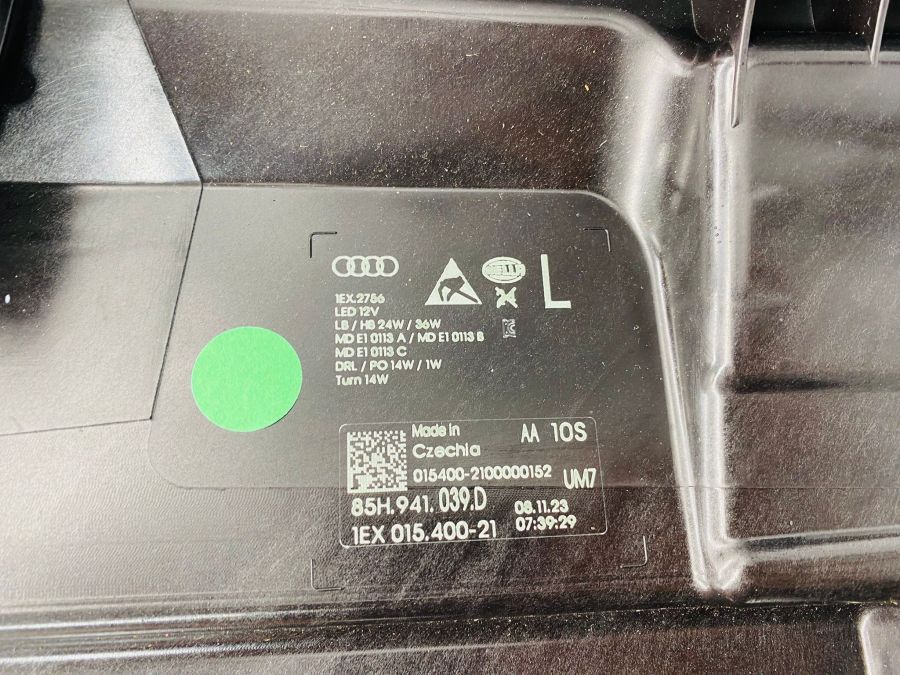 HELLA
L
1EX.2786
LED 12V
LB / HB 24W / 36W
MD E1 0113 A / MD E1 0113 B
MD E1 0113 C
DRL / PO 14W / 1W
Turn 14W
Made in
Czechia
AA 10S
015400-2100000152
UM7
85H.941.039.D
08.11.23
1EX 015.400-21
07:39:29